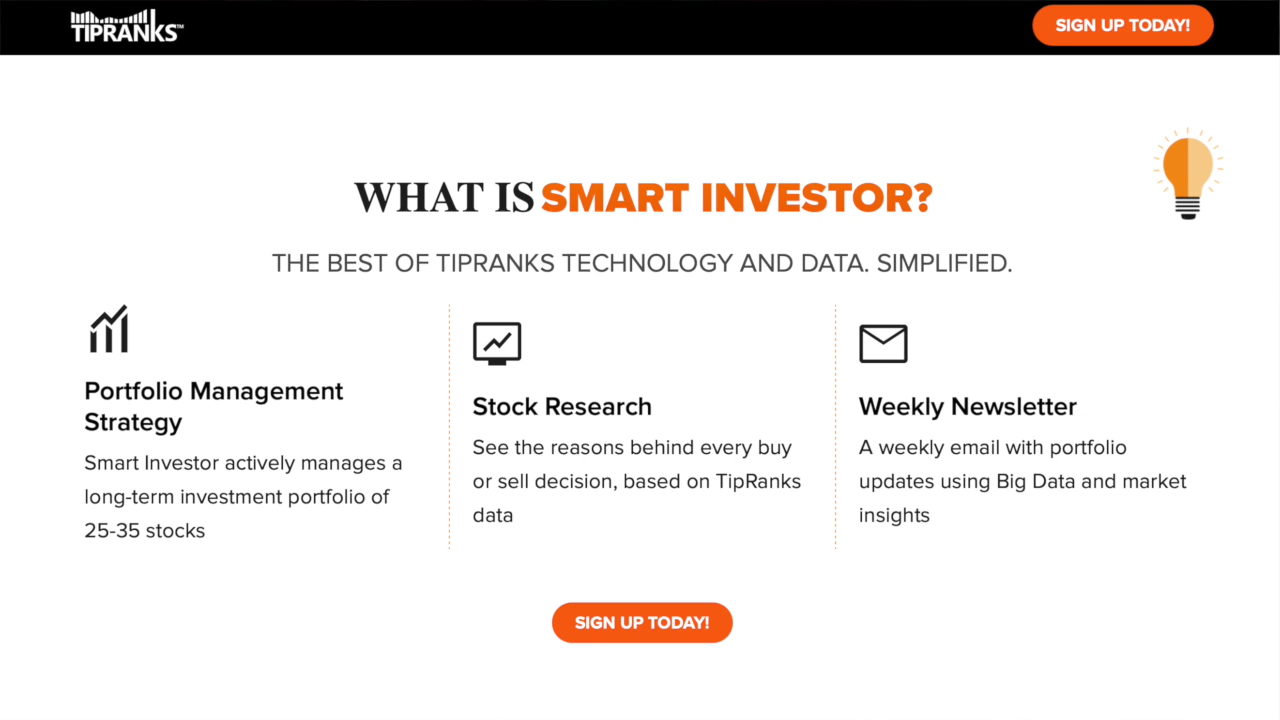 TIPRANKS™
SIGN UP TODAY!
WHAT IS SMART INVESTOR?
THE BEST OF TIPRANKS TECHNOLOGY AND DATA. SIMPLIFIED.
Portfolio Management
Strategy
Smart Investor actively manages a
long-term investment portfolio of
25-35 stocks
Stock Research
See the reasons behind every buy
or sell decision, based on TipRanks
data
Weekly Newsletter
A weekly email with portfolio
updates using Big Data and market
insights
SIGN UP TODAY!